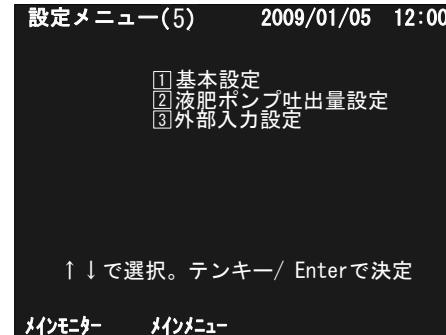 設定メニュー(5) 2009/01/05 12:00
1基本設定
2液肥ポンプ吐出量設定
3外部入力設定
↑↓で選択。テンキー/ Enterで決定
ﾒｲﾝﾓﾆﾀｰ ﾒｲﾝﾒﾆｭｰ